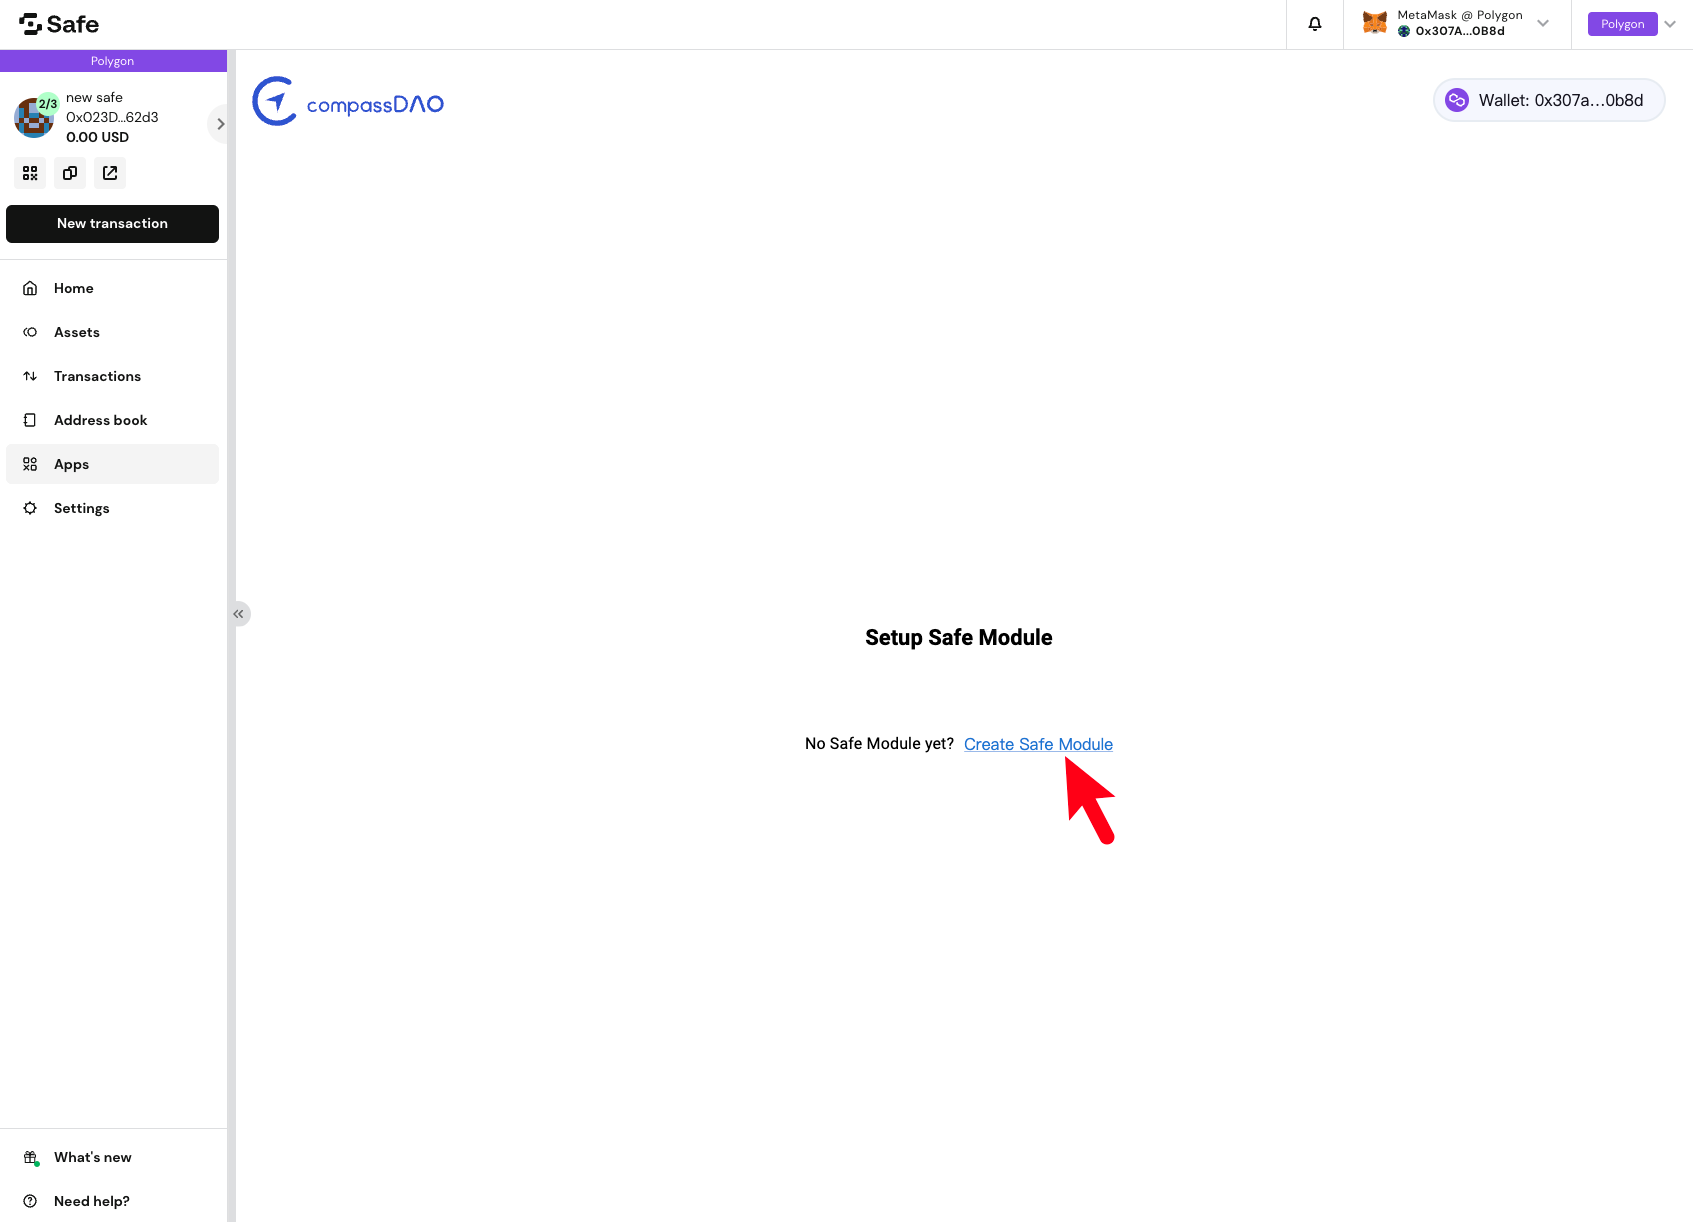 Safe
MetaMask @ Polygon
0x307A...0B8d
Polygon
Polygon
2/3
new safe
0x023D...62d3
0.00 USD
New transaction
Home
Assets
Transactions
Address book
Apps
Settings
What's new
Need help?
compassDAO
Wallet: 0x307a...0b8d
Setup Safe Module
No Safe Module yet? Create Safe Module